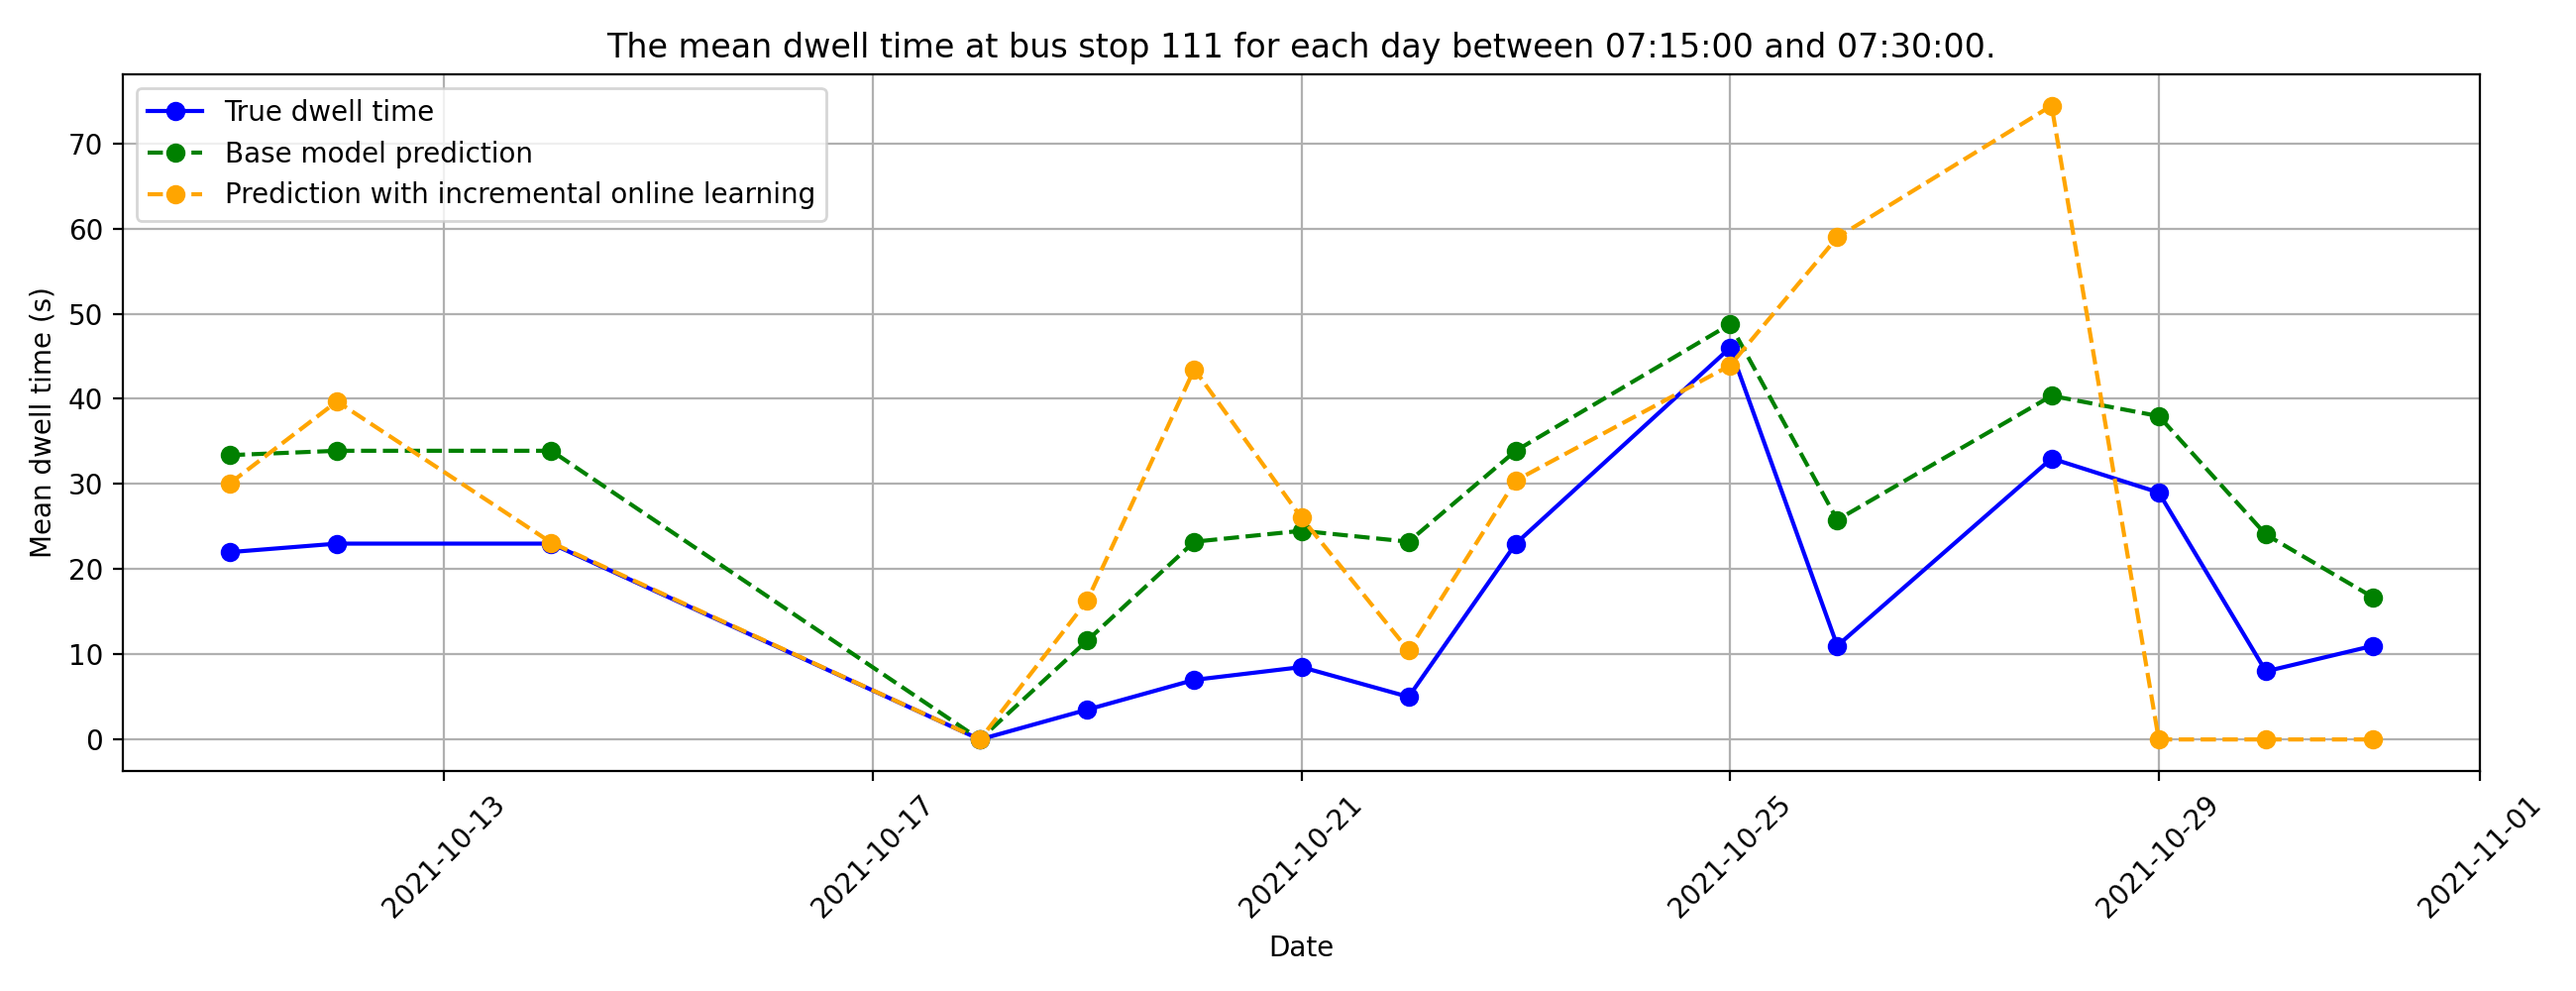 The mean dwell time at bus stop 111 for each day between 07:15:00 and 07:30:00.
True dwell time
Base model prediction
Prediction with incremental online learning
Mean dwell time (s)
70
60
50
40
30
20
10
0
2021-10-13
2021-10-17
2021-10-21
2021-10-25
2021-10-29
2021-11-01
Date